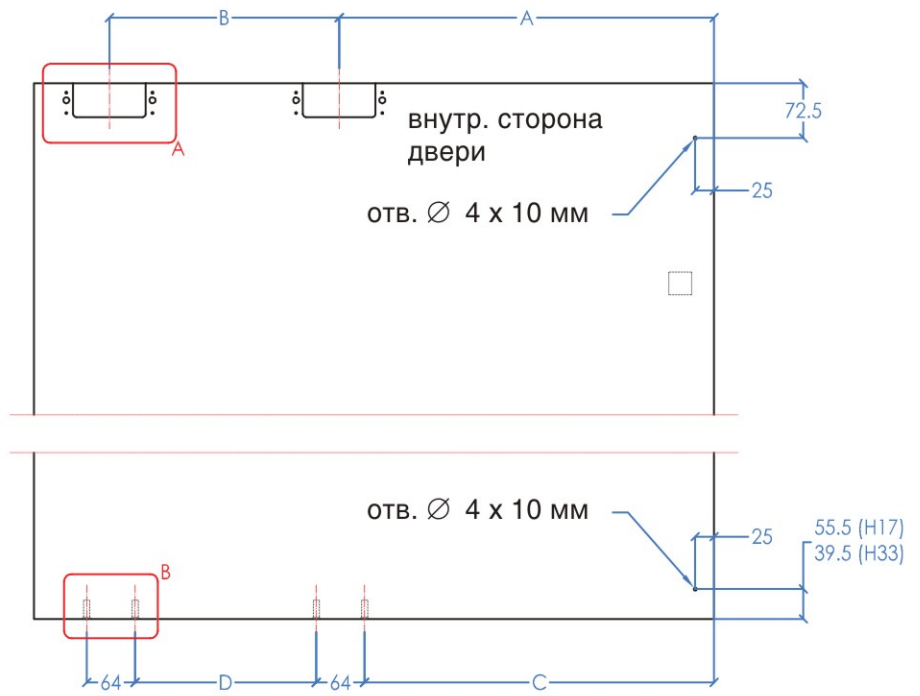 B
A
72.5
A
внутр. сторона
двери
25
отв. ∅ 4 x 10 мм
отв. ∅ 4 x 10 мм
25
55.5 (H17)
39.5 (H33)
B
64
D
64
C